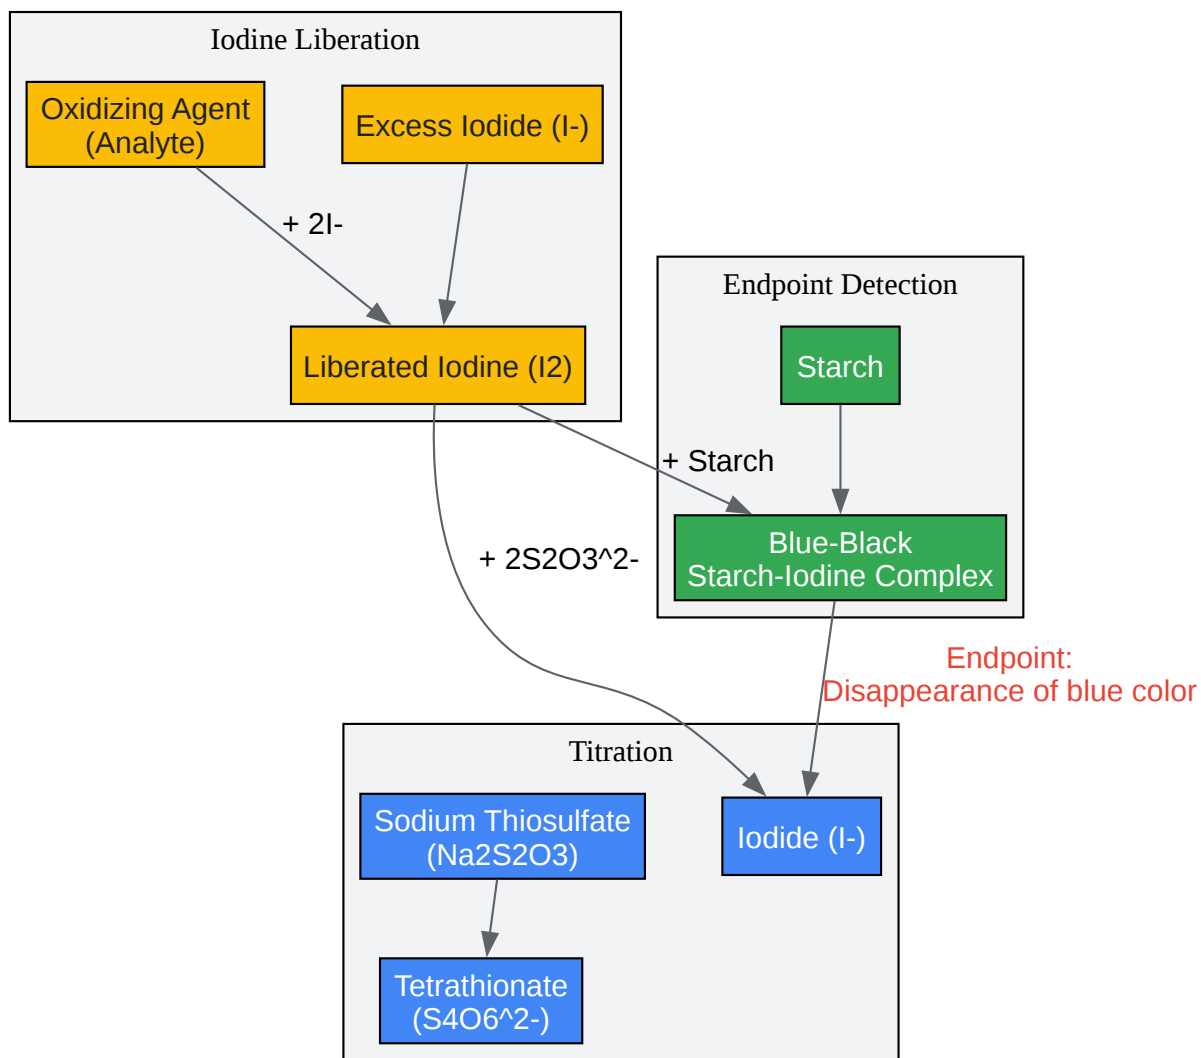 Iodine Liberation
Oxidizing Agent
(Analyte)
Excess Iodide (I-)
+ 2I-
Liberated Iodine (I2)
Endpoint Detection
Starch
+ Starch
Blue-Black
Starch-Iodine Complex
+ 2S2O3^2-
Endpoint:
Disappearance of blue color
Titration
Sodium Thiosulfate
(Na2S2O3)
Iodide (I-)
Tetrathionate
(S4O6^2-)